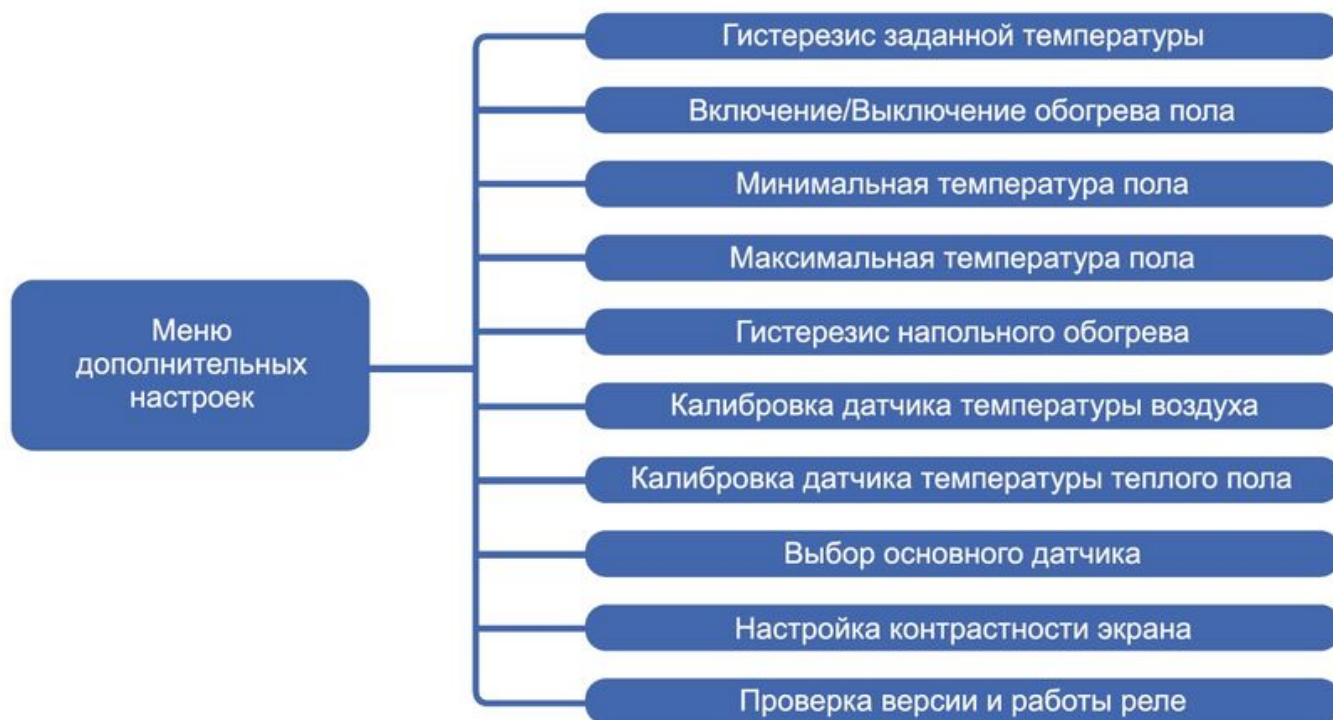 Гистерезис заданной температуры
Включение/Выключение обогрева пола
Минимальная температура пола
Максимальная температура пола
Меню
дополнительных
настроек
Гистерезис напольного обогрева
Калибровка датчика температуры воздуха
Калибровка датчика температуры теплого пола
Выбор основного датчика
Настройка контрастности экрана
Проверка версии и работы реле